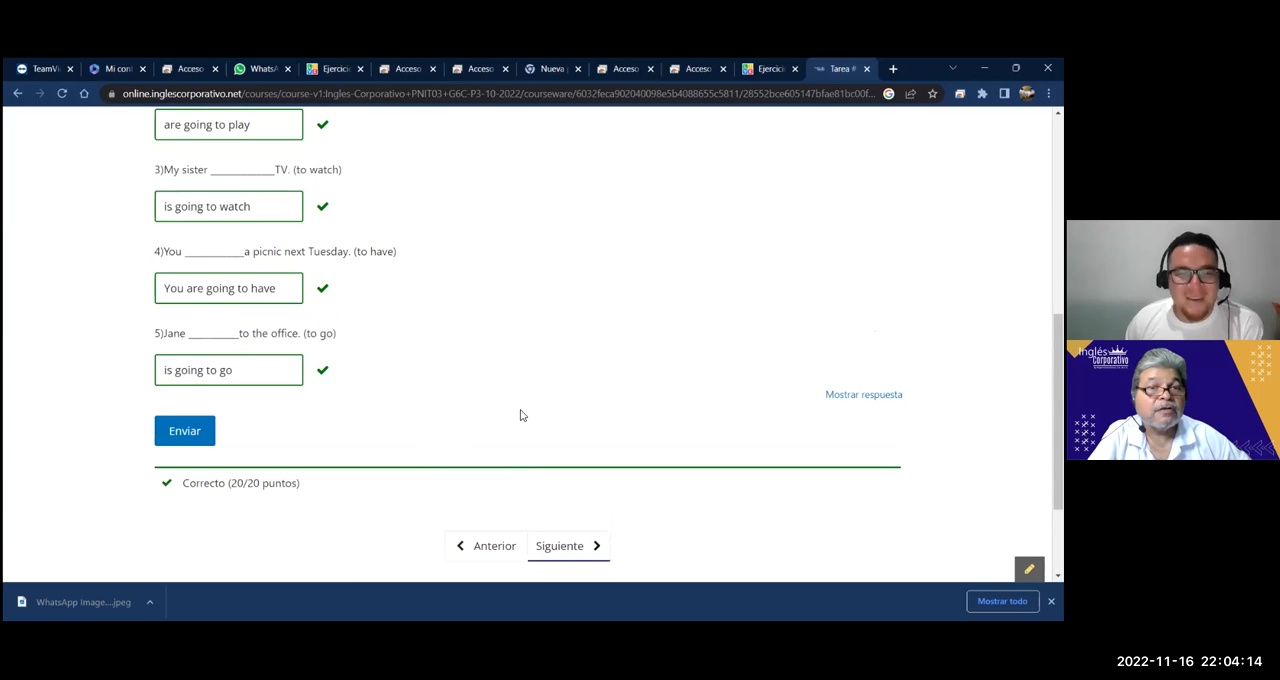 TeamVi
Mi cont
Acceso
WhatsA
Ejercic
Acceso
Acceso
Nueva
Acceso
Acceso
Ejercic
Tarea #
online.inglescorporativo.net/courses/course-v1:Ingles-Corporativo+PNIT03+G6C-P3-10-2022/courseware/6032feca902040098e5b4088655c5811/28552bce605147bfae81bc00f...
are going to play
3)My sister ____________TV. (to watch)
is going to watch
4)You ___________a picnic next Tuesday. (to have)
You are going to have
5)Jane _________to the office. (to go)
is going to go
Mostrar respuesta
Enviar
Correcto (20/20 puntos)
Anterior
Siguiente
WhatsApp Image....jpeg
Mostrar todo
Inglés
Corporativo
2022-11-16 22:04:14